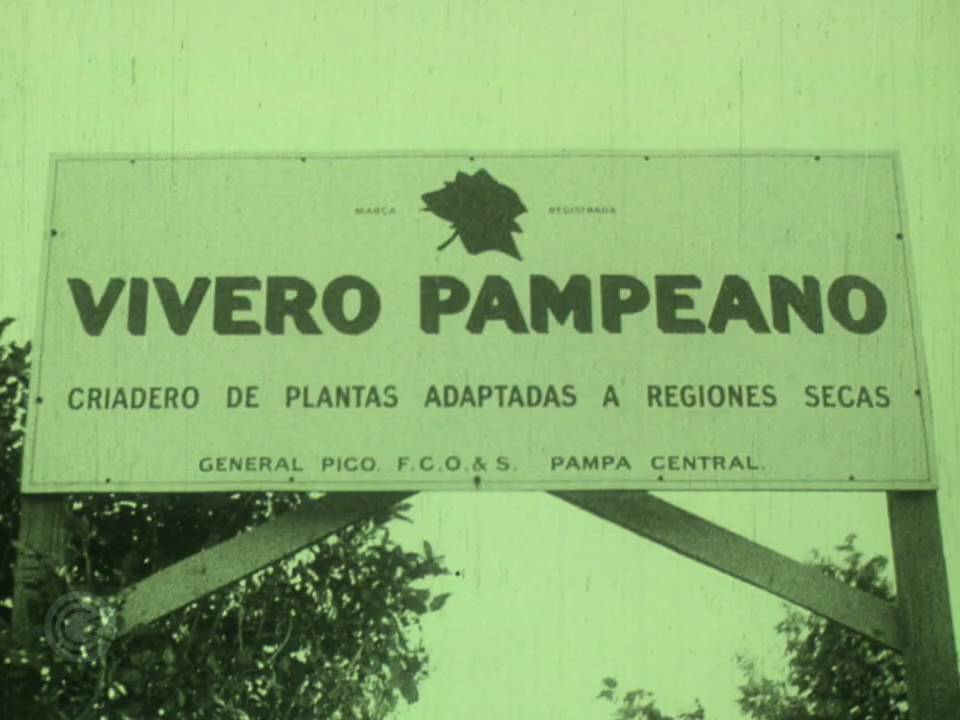 MARCA REGISTRADA
VIVERO PAMPEANO
CRIADERO DE PLANTAS ADAPTADAS A REGIONES SECAS
GENERAL PICO. F.C.O. & S. PAMPA CENTRAL.